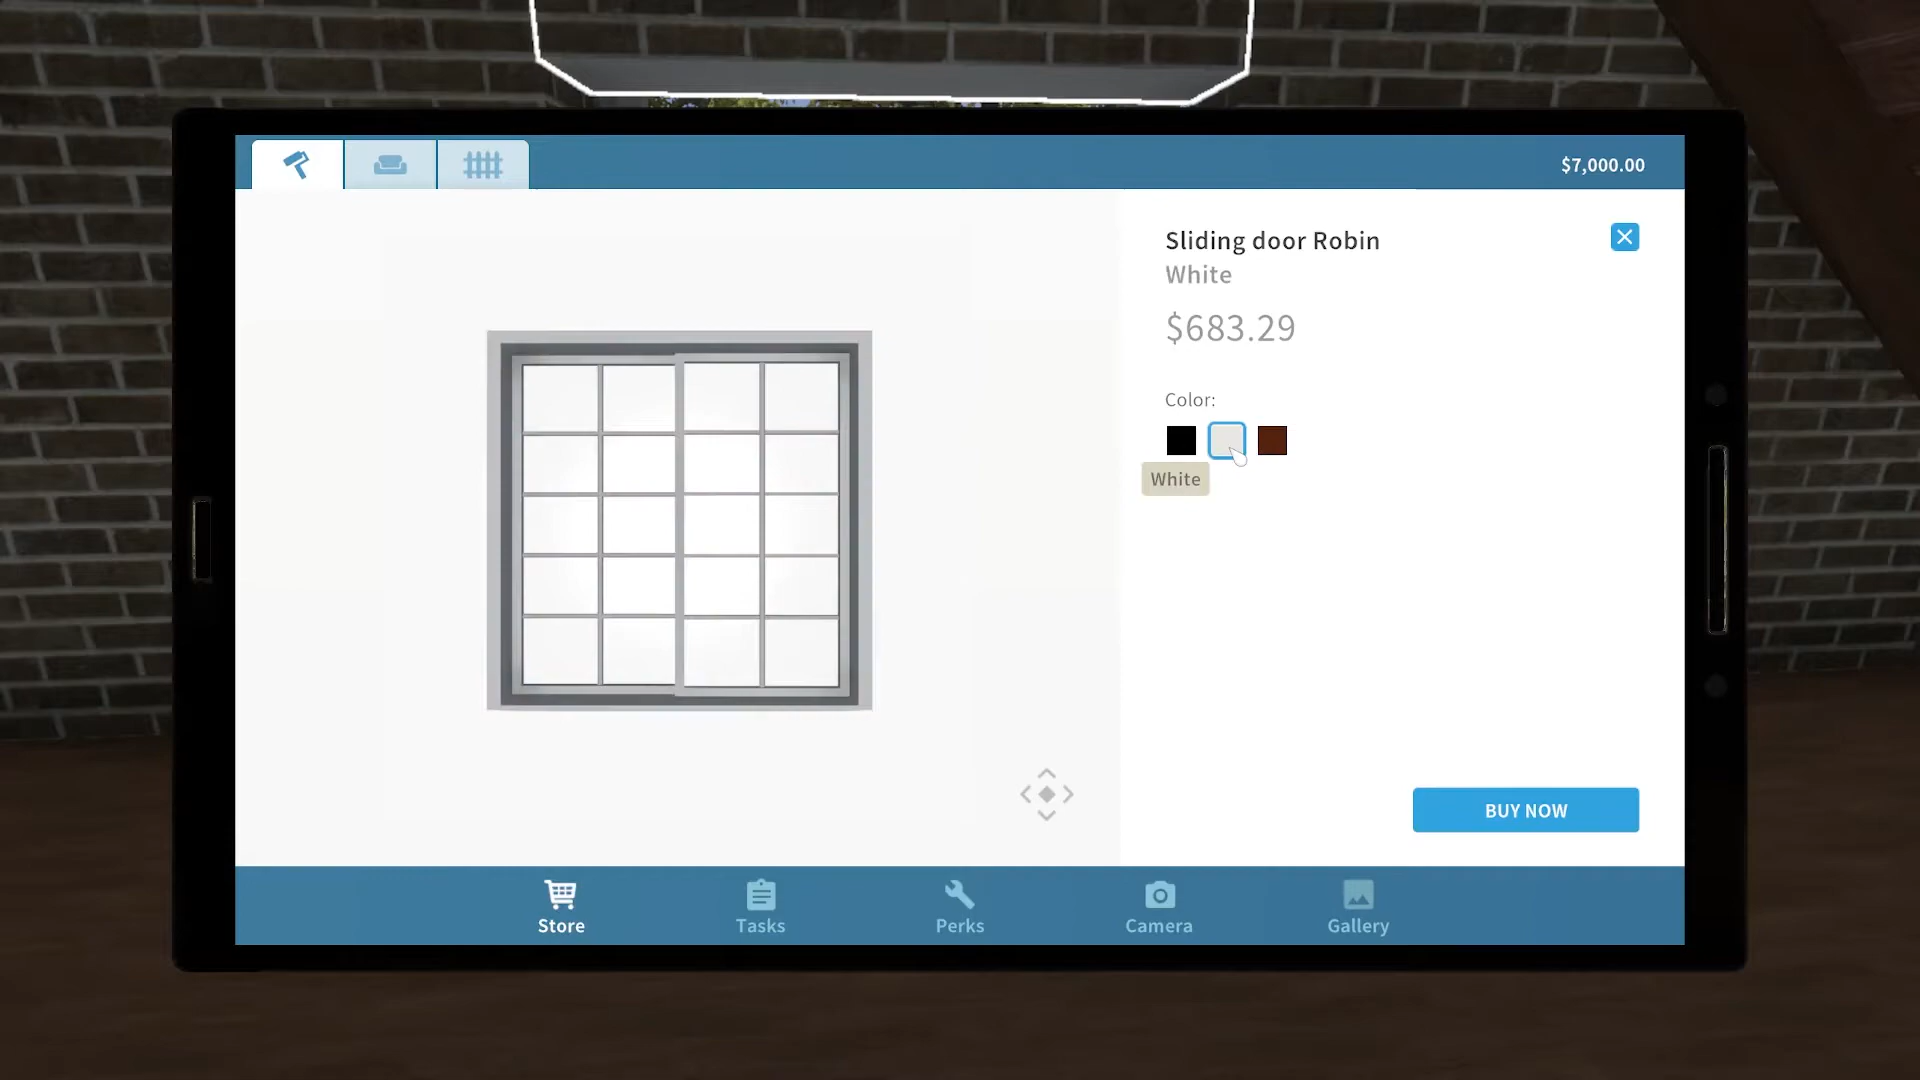 $7,000.00
Sliding door Robin
White
$683.29
Color:
White
BUY NOW
Store
Tasks
Perks
Camera
Gallery